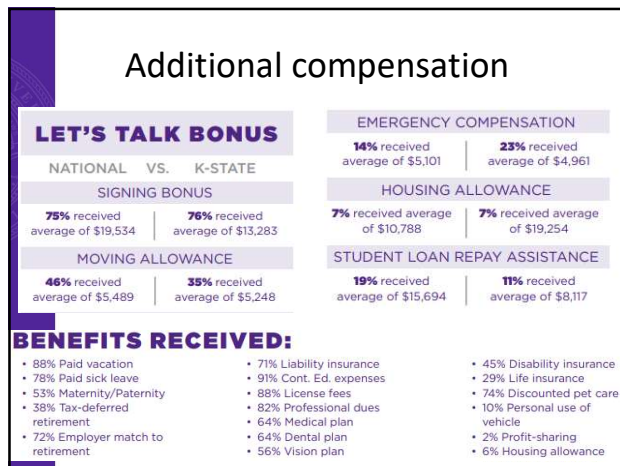 Additional compensation
LET'S TALK BONUS
NATIONAL VS. K-STATE
SIGNING BONUS
75% received
average of $19,534
76% received
average of $13,283
MOVING ALLOWANCE
46% received
average of $5,489
35% received
average of $5,248
EMERGENCY COMPENSATION
14% received
average of $5,101
23% received
average of $4,961
HOUSING ALLOWANCE
7% received average
of $10,788
7% received average
of $19,254
STUDENT LOAN REPAY ASSISTANCE
19% received
average of $15,694
11% received
average of $8,117
BENEFITS RECEIVED:
• 88% Paid vacation
• 78% Paid sick leave
• 53% Maternity/Paternity
• 38% Tax-deferred
retirement
• 72% Employer match to
retirement
• 71% Liability insurance
• 91% Cont. Ed. expenses
• 88% License fees
• 82% Professional dues
• 64% Medical plan
• 64% Dental plan
• 56% Vision plan
• 45% Disability insurance
• 29% Life insurance
• 74% Discounted pet care
• 10% Personal use of
vehicle
• 2% Profit-sharing
• 6% Housing allowance